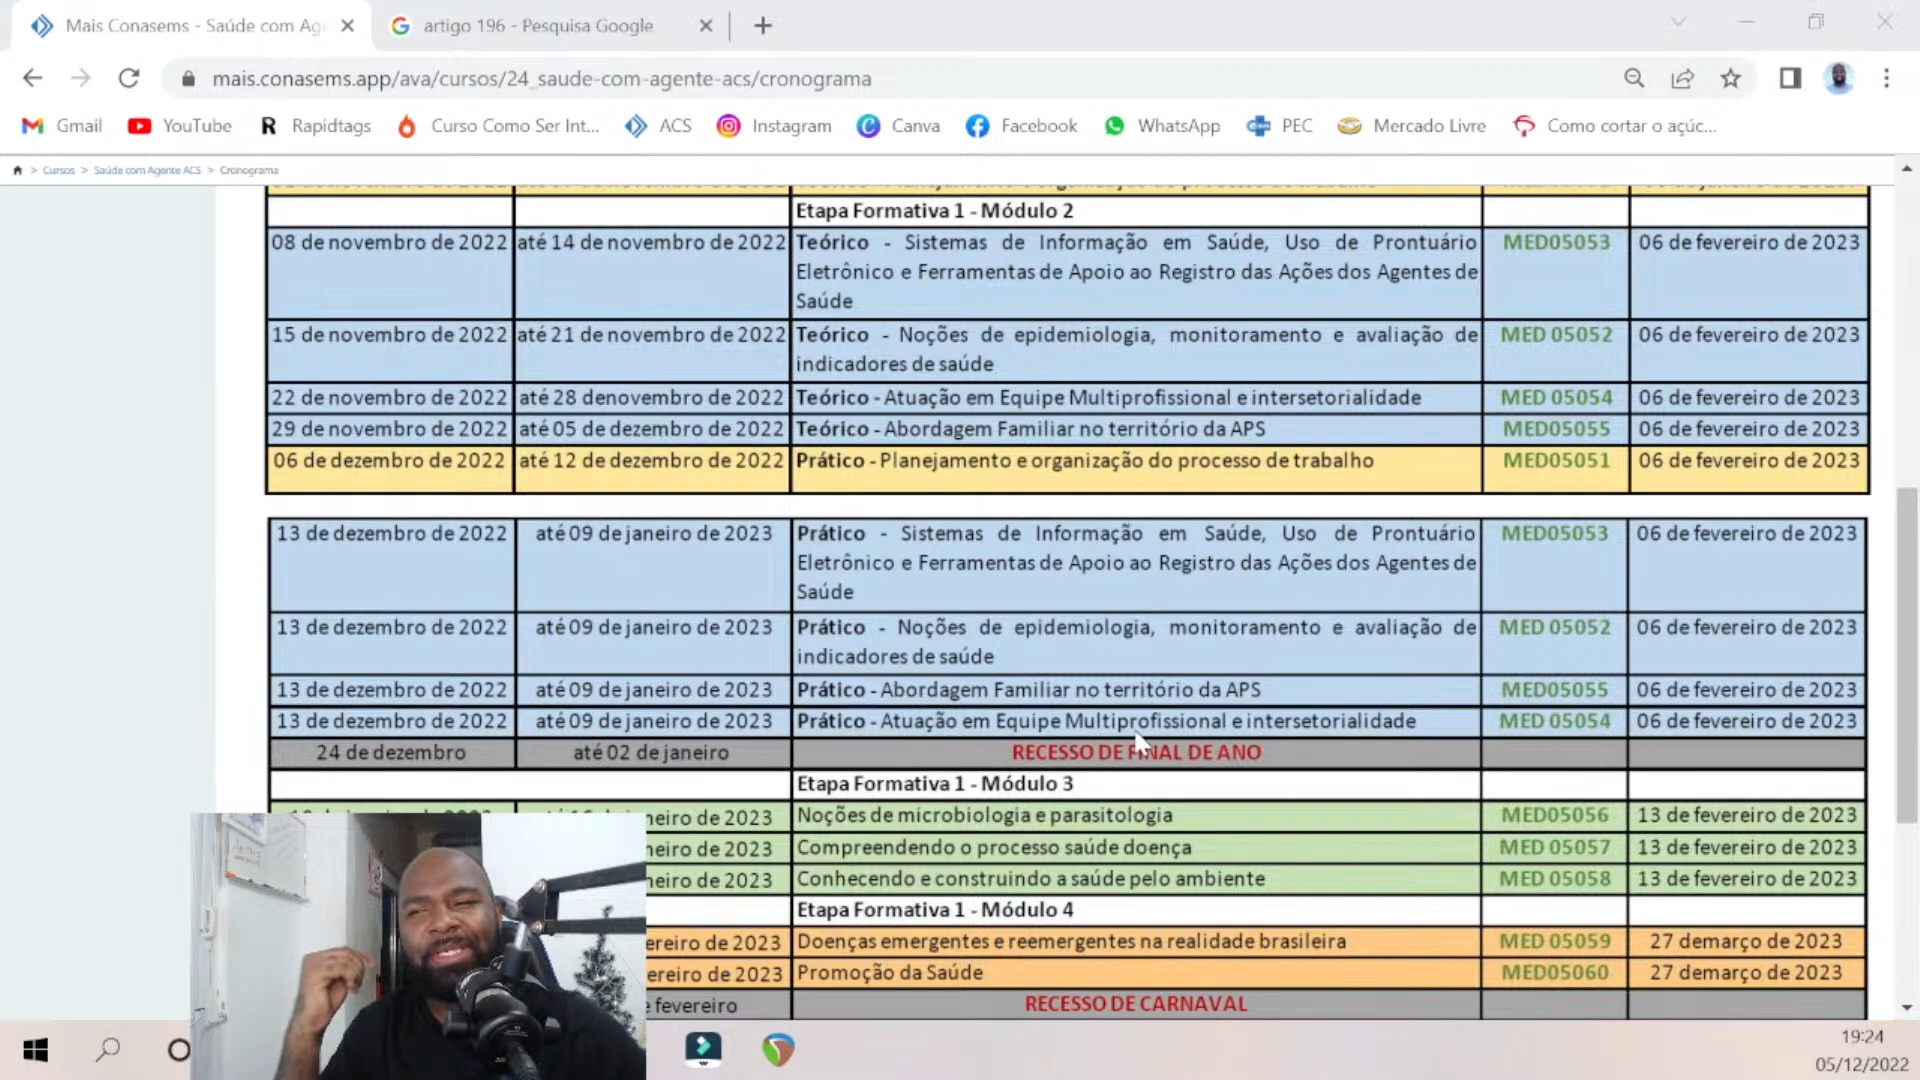 Mais Conasems - Saúde com Age
artigo 196 - Pesquisa Google
mais.conasems.app/ava/cursos/24_saude-com-agente-acs/cronograma
Gmail YouTube Rapidtags Curso Como Ser Int... ACS Instagram Canva Facebook WhatsApp PEC Mercado Livre Como cortar o açúc...
> Cursos > Saúde com Agente ACS > Cronograma
Etapa Formativa 1 - Módulo 2
08 de novembro de 2022 até 14 de novembro de 2022 Teórico - Sistemas de Informação em Saúde, Uso de Prontuário MED05053 06 de fevereiro de 2023
Eletrônico e Ferramentas de Apoio ao Registro das Ações dos Agentes de
Saúde
15 de novembro de 2022 até 21 de novembro de 2022 Teórico - Noções de epidemiologia, monitoramento e avaliação de MED 05052 06 de fevereiro de 2023
indicadores de saúde
22 de novembro de 2022 até 28 denovembro de 2022 Teórico - Atuação em Equipe Multiprofissional e intersetorialidade MED 05054 06 de fevereiro de 2023
29 de novembro de 2022 até 05 de dezembro de 2022 Teórico - Abordagem Familiar no território da APS MED05055 06 de fevereiro de 2023
06 de dezembro de 2022 até 12 de dezembro de 2022 Prático - Planejamento e organização do processo de trabalho MED05051 06 de fevereiro de 2023
13 de dezembro de 2022 até 09 de janeiro de 2023 Prático - Sistemas de Informação em Saúde, Uso de Prontuário MED05053 06 de fevereiro de 2023
Eletrônico e Ferramentas de Apoio ao Registro das Ações dos Agentes de
Saúde
13 de dezembro de 2022 até 09 de janeiro de 2023 Prático - Noções de epidemiologia, monitoramento e avaliação de MED 05052 06 de fevereiro de 2023
indicadores de saúde
13 de dezembro de 2022 até 09 de janeiro de 2023 Prático - Abordagem Familiar no território da APS MED05055 06 de fevereiro de 2023
13 de dezembro de 2022 até 09 de janeiro de 2023 Prático - Atuação em Equipe Multiprofissional e intersetorialidade MED 05054 06 de fevereiro de 2023
24 de dezembro até 02 de janeiro RECESSO DE FINAL DE ANO
Etapa Formativa 1 - Módulo 3
neiro de 2023 Noções de microbiologia e parasitologia MED05056 13 de fevereiro de 2023
neiro de 2023 Compreendendo o processo saúde doença MED 05057 13 de fevereiro de 2023
neiro de 2023 Conhecendo e construindo a saúde pelo ambiente MED 05058 13 de fevereiro de 2023
Etapa Formativa 1 - Módulo 4
ereiro de 2023 Doenças emergentes e reemergentes na realidade brasileira MED 05059 27 demarço de 2023
ereiro de 2023 Promoção da Saúde MED05060 27 demarço de 2023
e fevereiro RECESSO DE CARNAVAL
19:24
05/12/2022